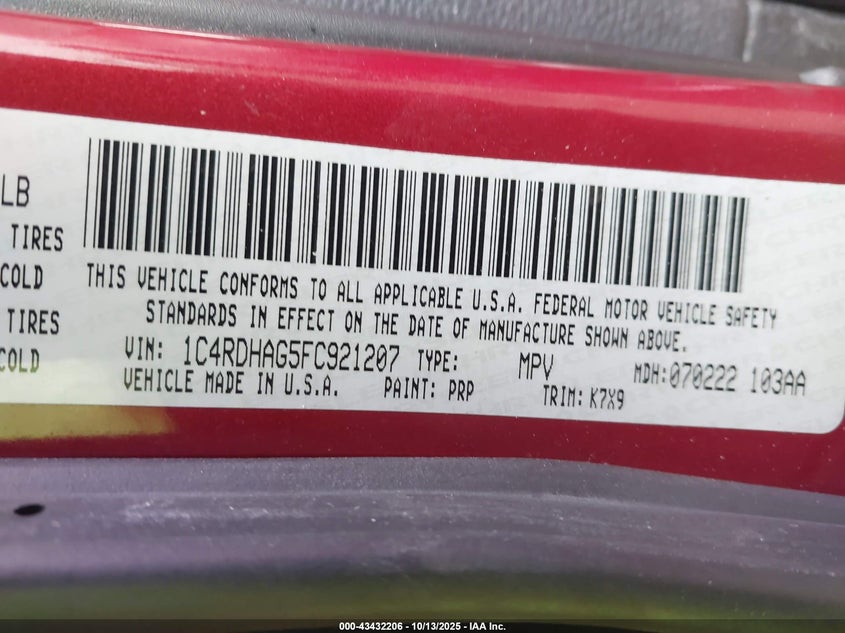 LB
TIRES
COLD
TIRES
COLD
THIS VEHICLE CONFORMS TO ALL APPLICABLE U.S.A. FEDERAL MOTOR VEHICLE SAFETY
STANDARDS IN EFFECT ON THE DATE OF MANUFACTURE SHOWN ABOVE.
VIN: 1C4RDHAG5FC921207 TYPE: MPV MDH:070222 103AA
VEHICLE MADE IN U.S.A. PAINT: PRP TRIM: K7X9
000-43432206 - 10/13/2025 - IAA Inc.